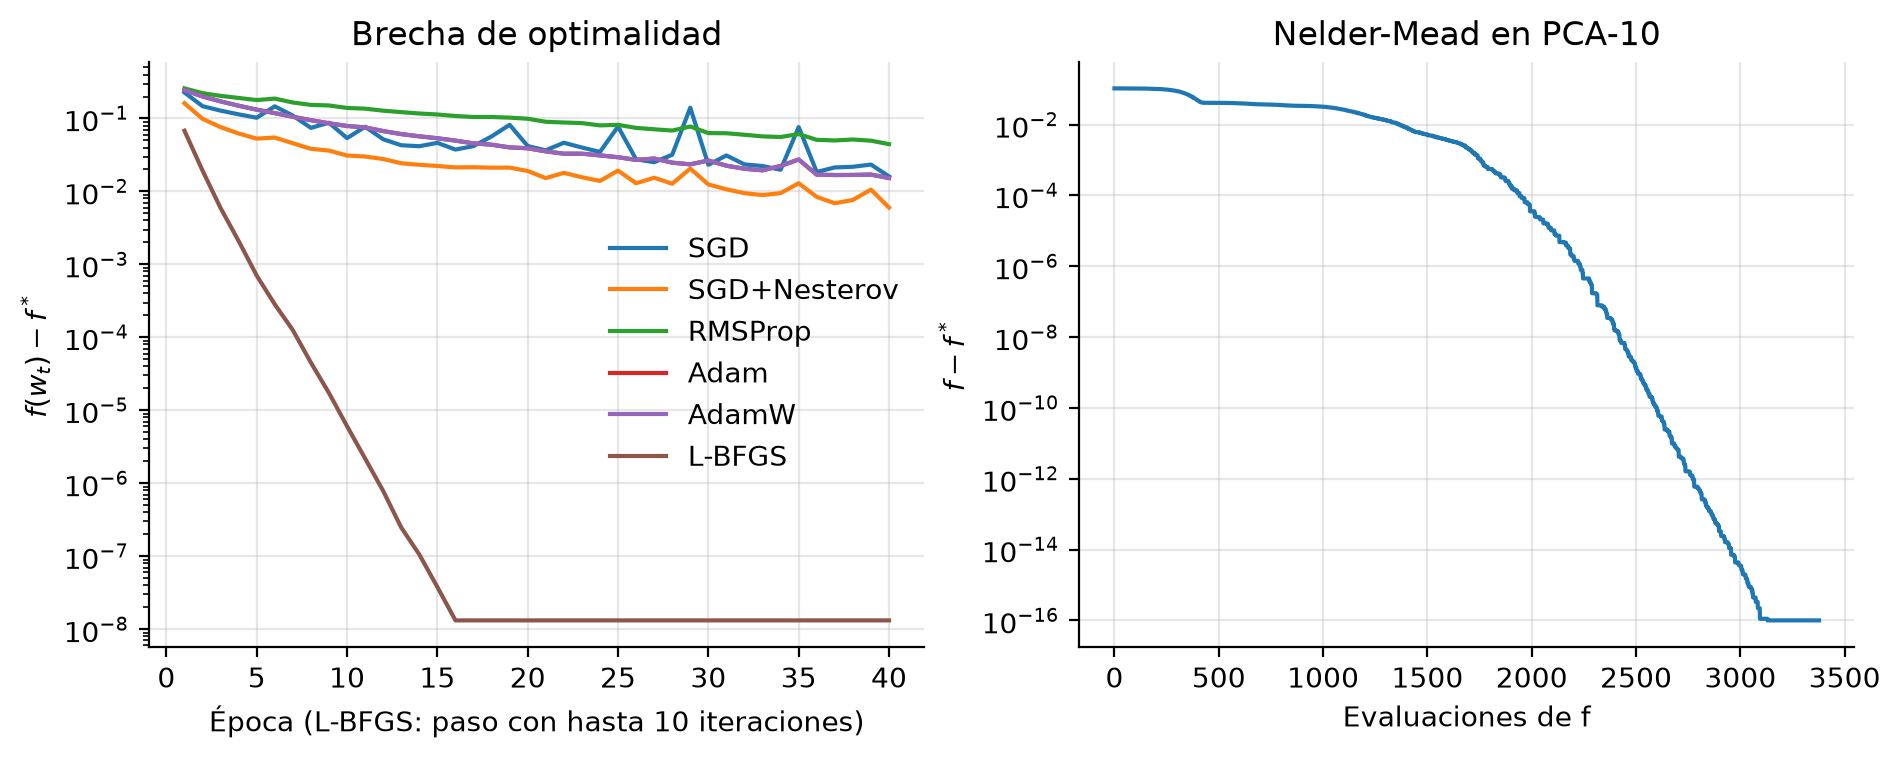 Brecha de optimalidad
10⁻¹
10⁻²
10⁻³
10⁻⁴
10⁻⁵
10⁻⁶
10⁻⁷
10⁻⁸
f(wₜ) − f*
SGD
SGD+Nesterov
RMSProp
Adam
AdamW
L-BFGS
0 5 10 15 20 25 30 35 40
Época (L-BFGS: paso con hasta 10 iteraciones)
Nelder-Mead en PCA-10
10⁻²
10⁻⁴
10⁻⁶
10⁻⁸
10⁻¹⁰
10⁻¹²
10⁻¹⁴
10⁻¹⁶
f − f*
0 500 1000 1500 2000 2500 3000 3500
Evaluaciones de f